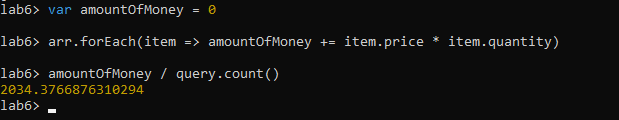 lab6> var amountOfMoney = 0
lab6> arr.forEach(item => amountOfMoney += item.price * item.quantity)
lab6> amountOfMoney / query.count()
2034.3766876310294
lab6>